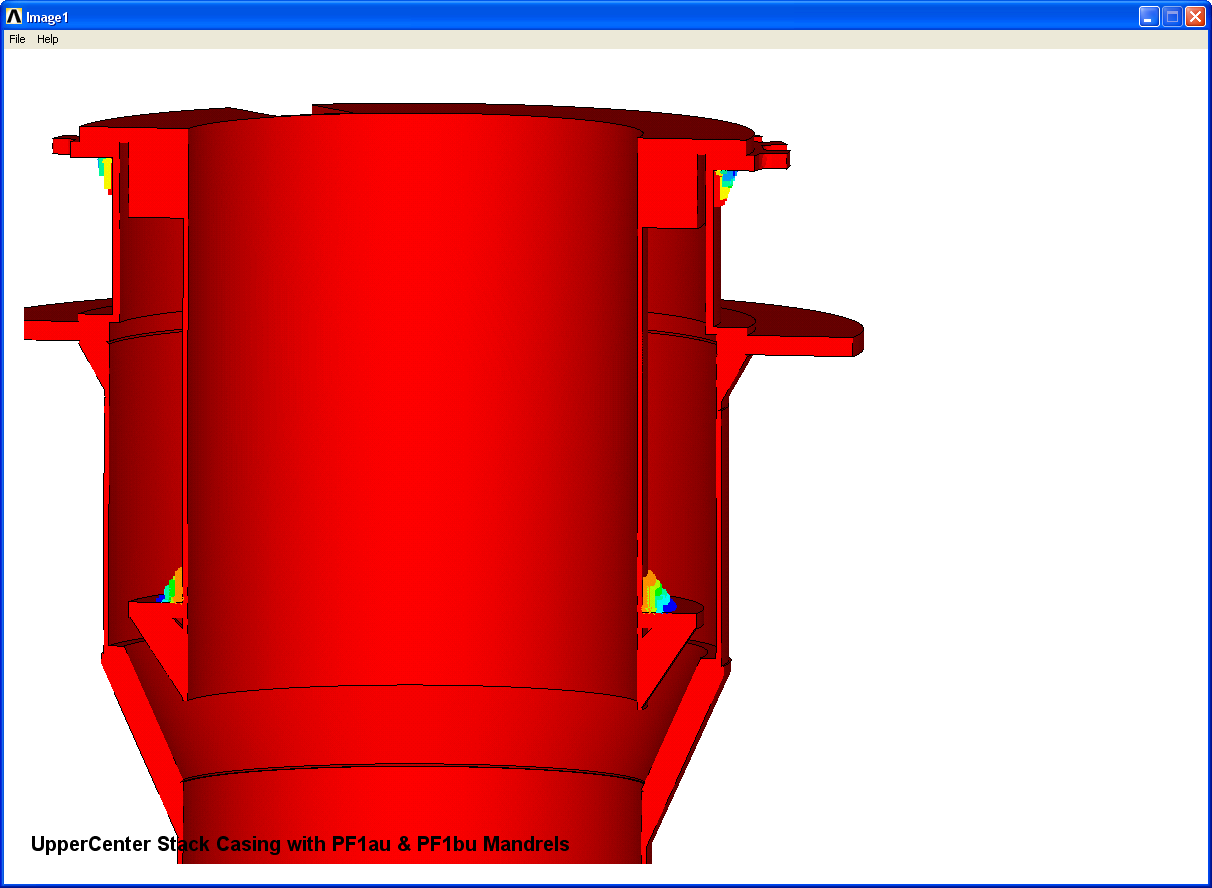 Image1
File Help
UpperCenter Stack Casing with PF1au & PF1bu Mandrels